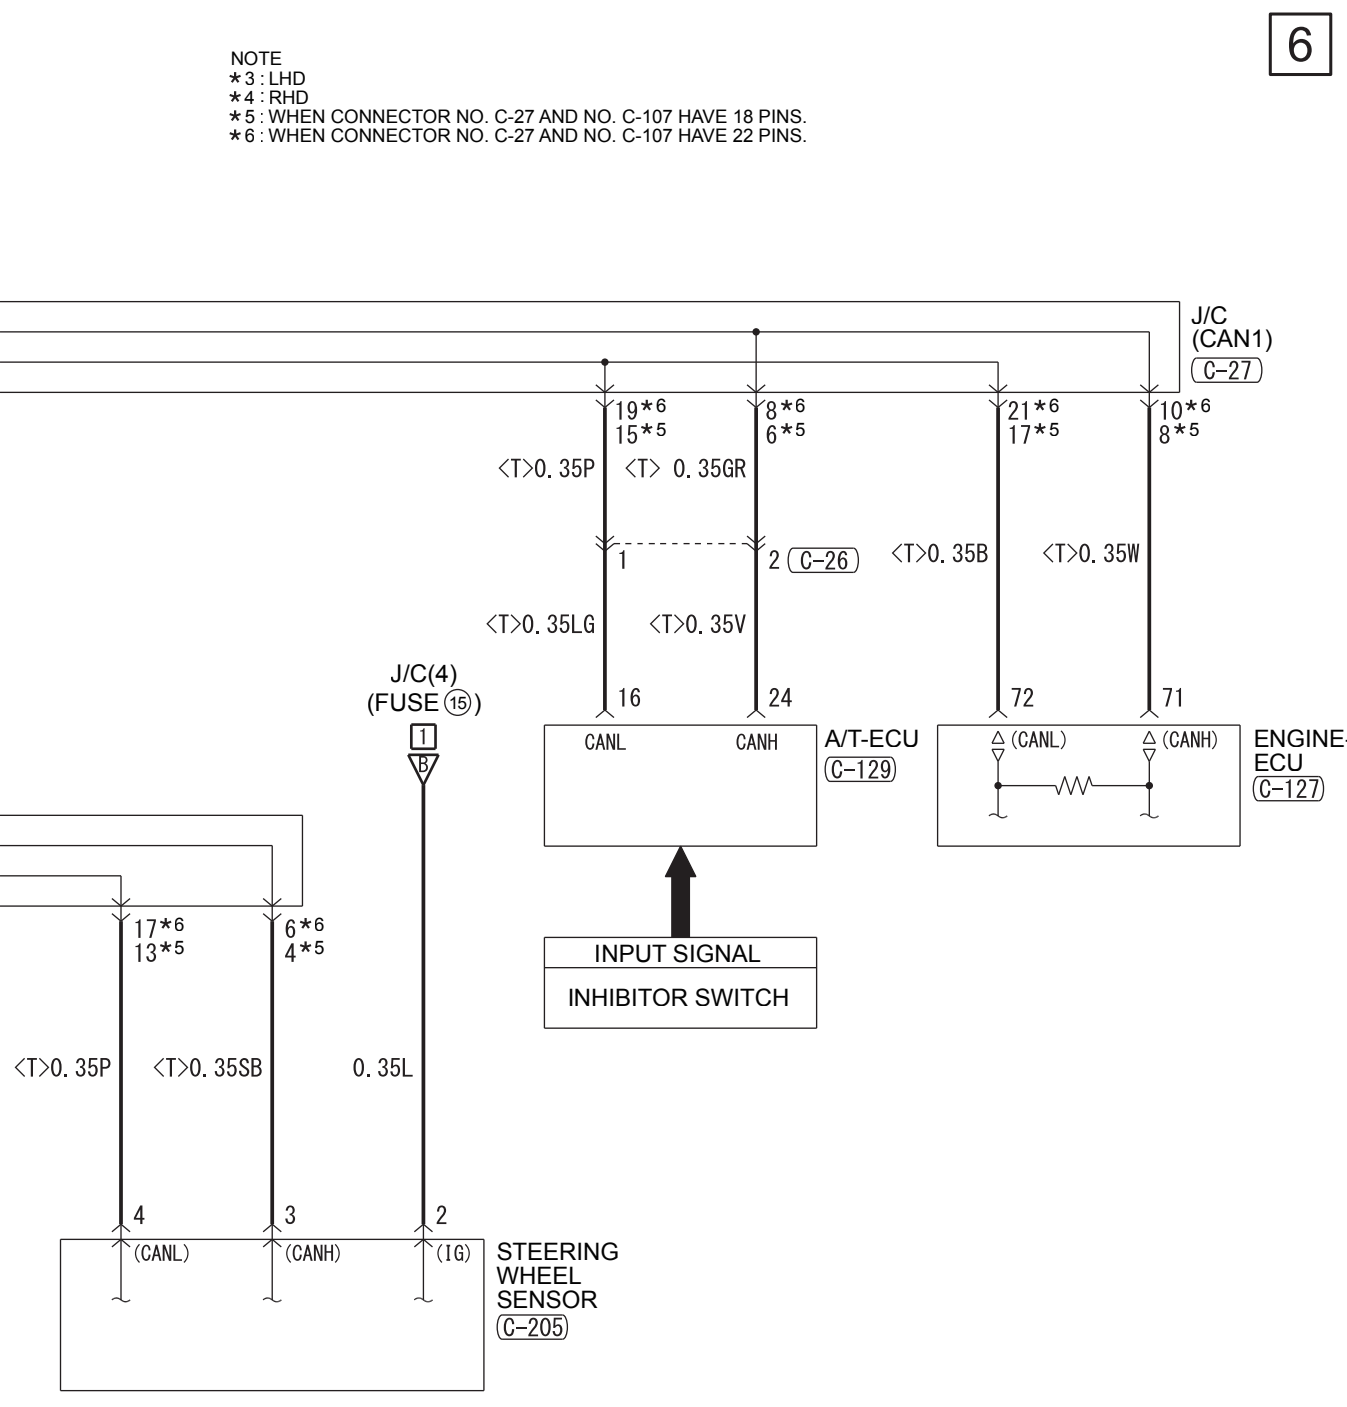 6
NOTE
*3 : LHD
*4 : RHD
*5 : WHEN CONNECTOR NO. C-27 AND NO. C-107 HAVE 18 PINS.
*6 : WHEN CONNECTOR NO. C-27 AND NO. C-107 HAVE 22 PINS.
J/C
(CAN1)
C-27
19*6 8*6 21*6 10*6
15*5 6*5 17*5 8*5
<T>0.35P <T> 0.35GR
1 2 C-26 <T>0.35B <T>0.35W
<T>0.35LG <T>0.35V
J/C(4)
(FUSE 15)
1
B
16 24 72 71
CANL CANH
A/T-ECU
C-129
(CANL) (CANH)
ENGINE-
ECU
C-127
INPUT SIGNAL
INHIBITOR SWITCH
17*6 6*6
13*5 4*5
<T>0.35P <T>0.35SB 0.35L
4 3 2
(CANL) (CANH) (IG)
STEERING
WHEEL
SENSOR
C-205